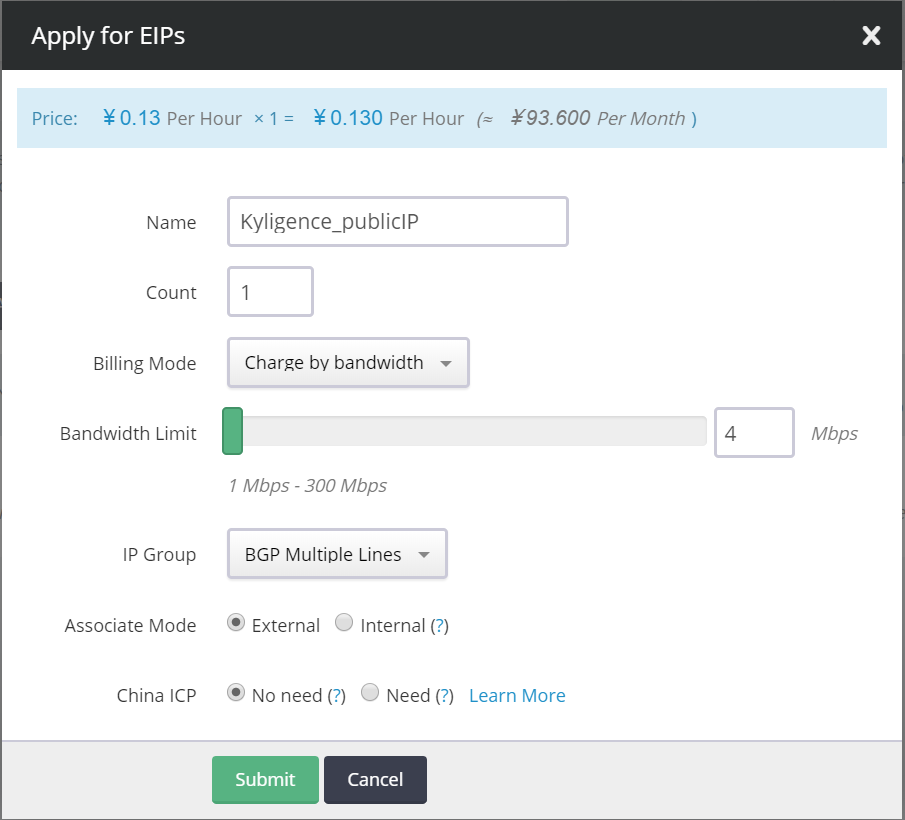 Apply for EIPs
Price: ¥ 0.13 Per Hour × 1 = ¥ 0.130 Per Hour (≈ ¥93.600 Per Month )
Name Kyligence_publicIP
Count 1
Billing Mode Charge by bandwidth
Bandwidth Limit 4 Mbps
1 Mbps - 300 Mbps
IP Group BGP Multiple Lines
Associate Mode External Internal (?)
China ICP No need (?) Need (?) Learn More
Submit Cancel